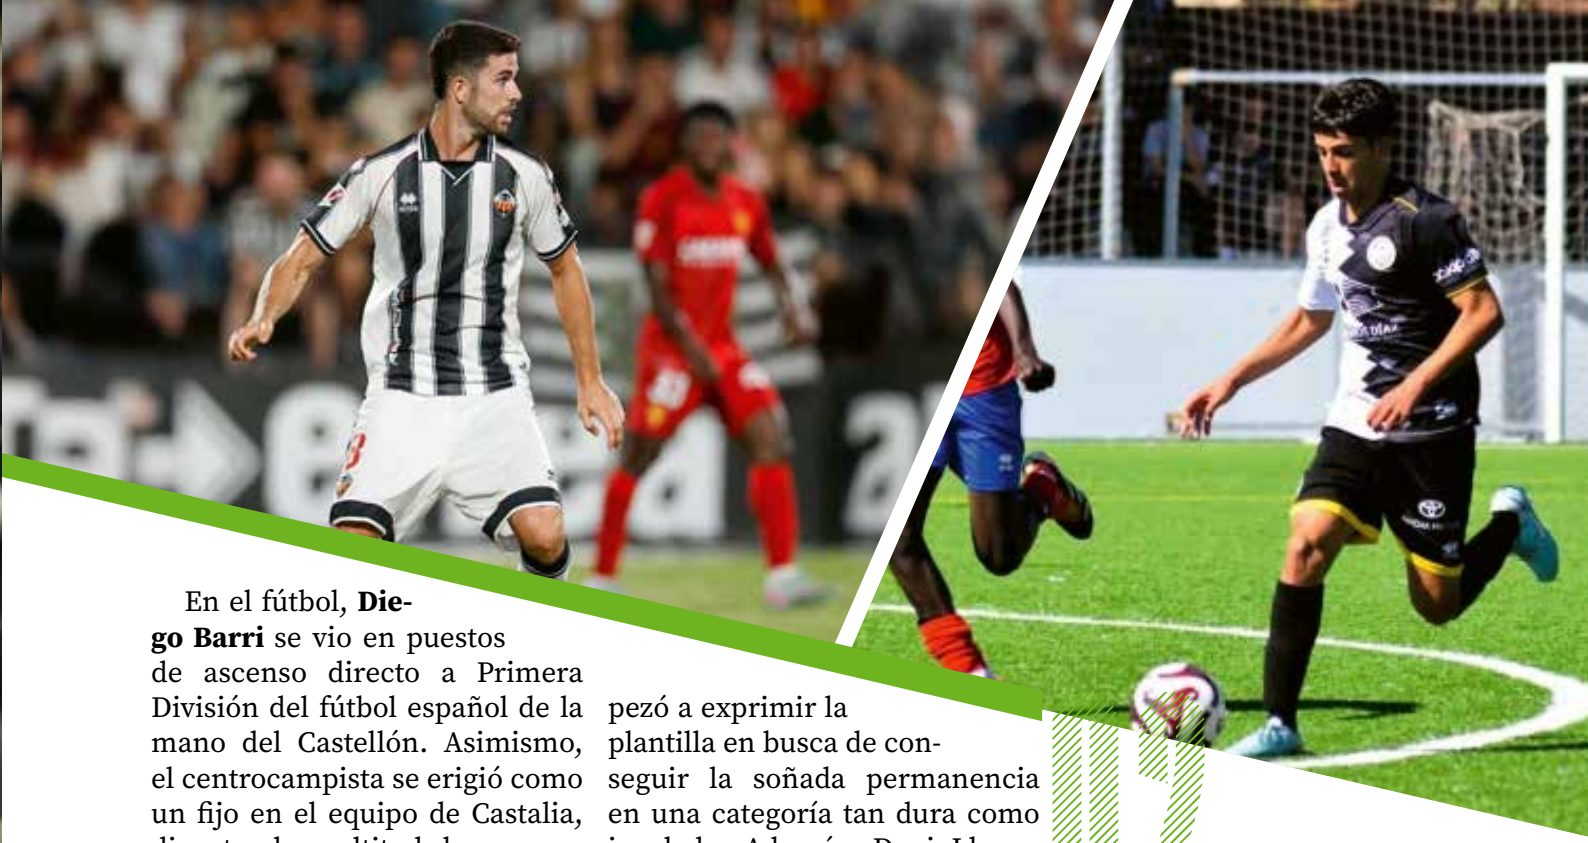 En el fútbol, Die-
go Barri se vio en puestos
de ascenso directo a Primera
División del fútbol español de la
mano del Castellón. Asimismo,
el centrocampista se erigió como
un fijo en el equipo de Castalia,
pezó a exprimir la
plantilla en busca de con-
seguir la soñada permanencia
en una categoría tan dura como